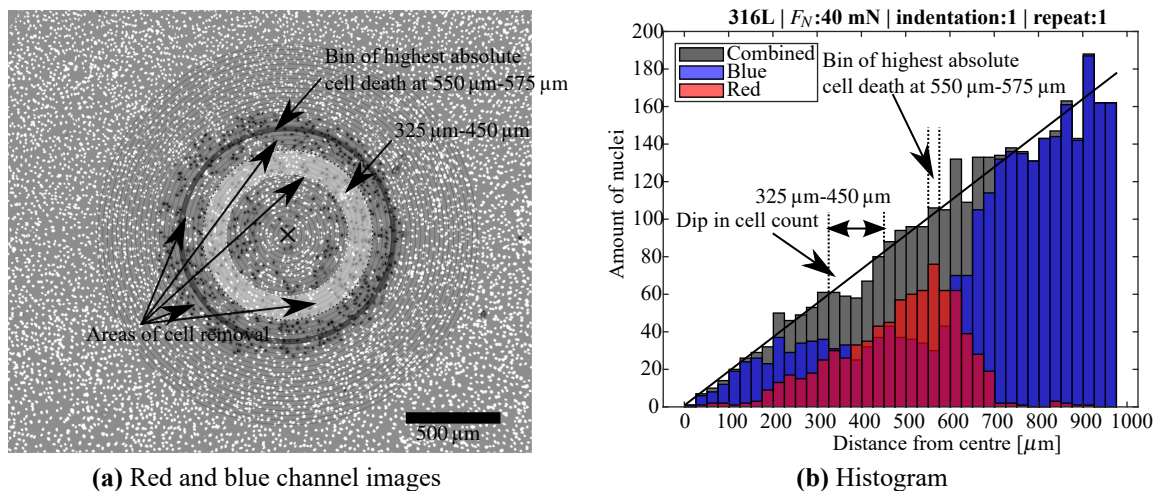 Bin of highest absolute
cell death at 550 µm-575 µm
325 µm-450 µm
Areas of cell removal
500 µm
(a) Red and blue channel images
316L | F_N:40 mN | indentation:1 | repeat:1
Combined
Blue
Red
Bin of highest absolute
cell death at 550 µm-575 µm
325 µm-450 µm
Dip in cell count
Amount of nuclei
200
180
160
140
120
100
80
60
40
20
0
0 100 200 300 400 500 600 700 800 900 1000
Distance from centre [µm]
(b) Histogram